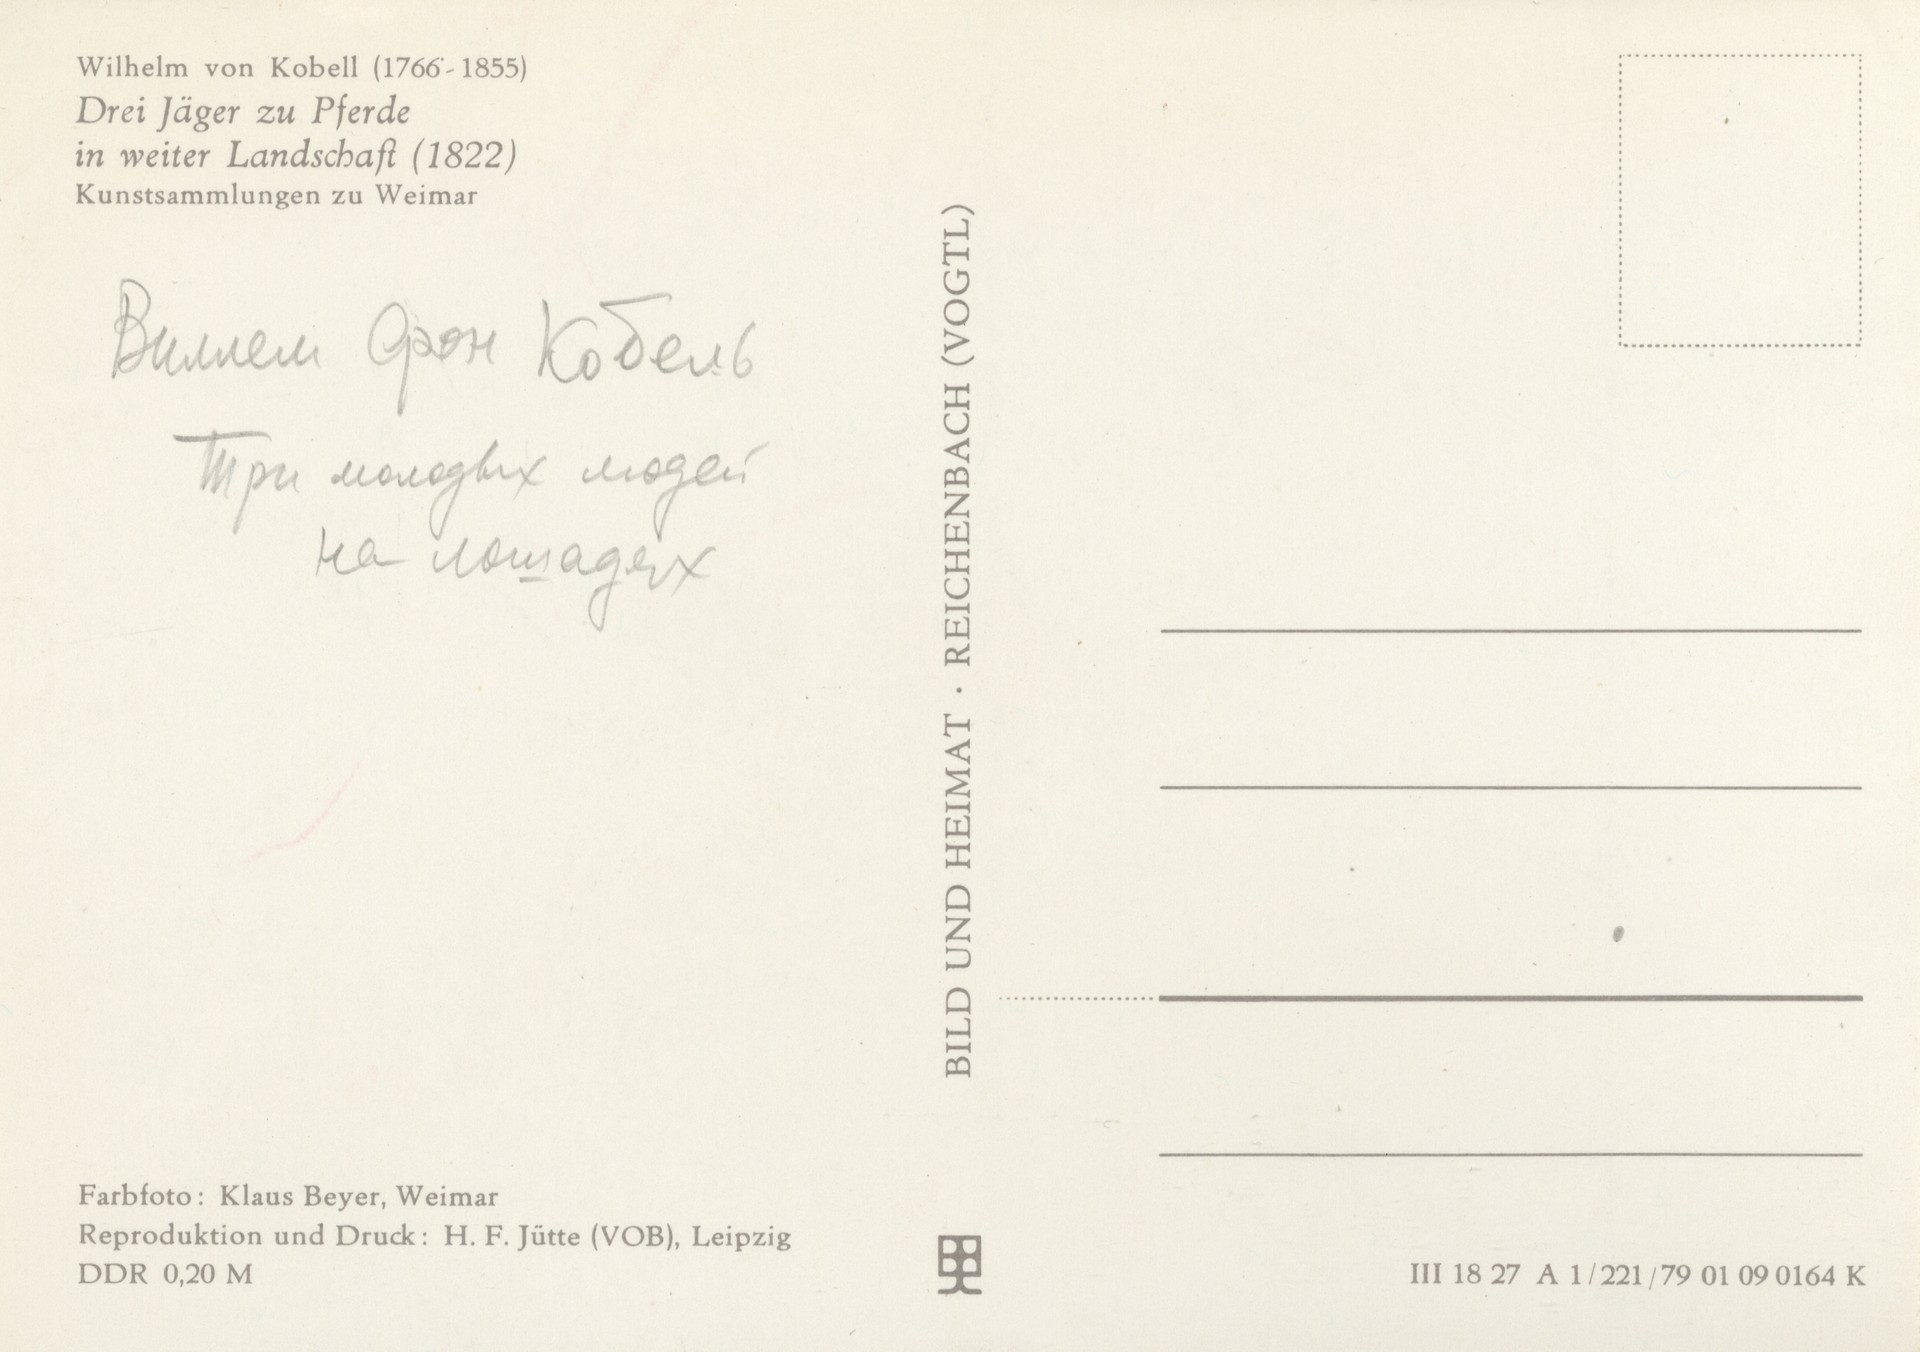 Wilhelm von Kobell (1766-1855)
Drei Jäger zu Pferde
in weiter Landschaft (1822)
Kunstsammlungen zu Weimar
Виллем фон Кобель
Три молодых людей
на лошадях
Farbfoto: Klaus Beyer, Weimar
Reproduktion und Druck: H. F. Jütte (VOB), Leipzig
DDR 0,20 M
BILD UND HEIMAT · REICHENBACH (VOGTL)
III 18 27 A 1/221/79 01 09 0164 K